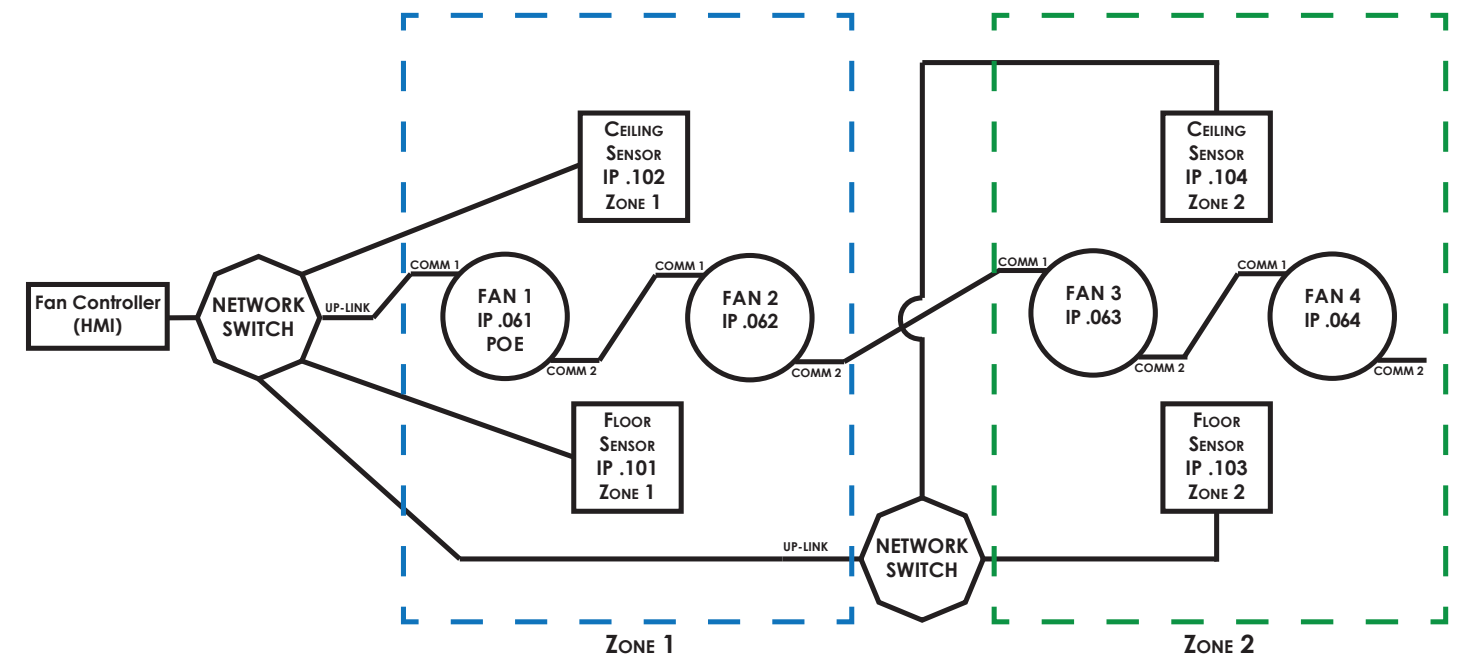 Fan Controller
(HMI)
NETWORK
SWITCH
UP-LINK
Ceiling
Sensor
IP .102
Zone 1
COMM 1
FAN 1
IP .061
POE
COMM 2
COMM 1
FAN 2
IP .062
COMM 2
Floor
Sensor
IP .101
Zone 1
UP-LINK
NETWORK
SWITCH
Zone 1
Ceiling
Sensor
IP .104
Zone 2
COMM 1
FAN 3
IP .063
COMM 2
COMM 1
FAN 4
IP .064
COMM 2
Floor
Sensor
IP .103
Zone 2
Zone 2